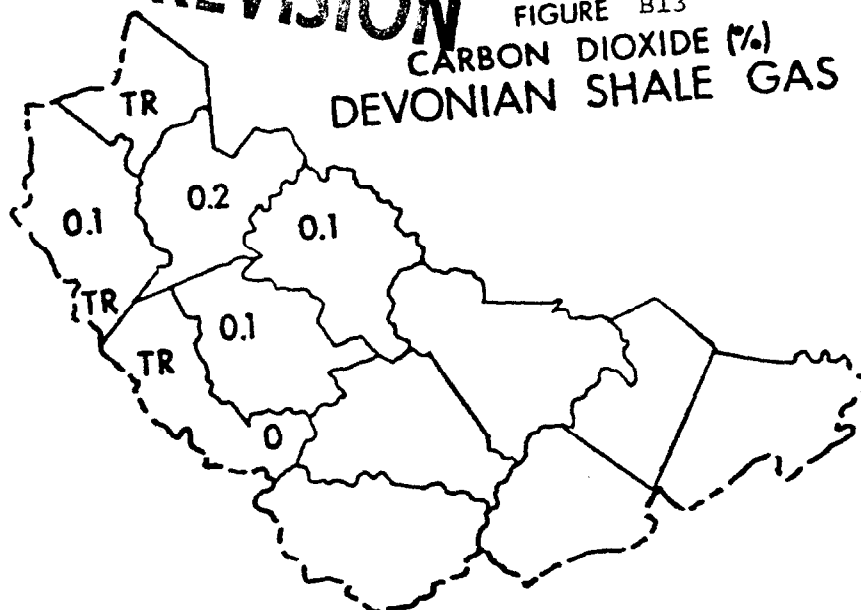 REVISION
FIGURE B13
CARBON DIOXIDE (%)
DEVONIAN SHALE GAS
TR
0.2
0.1
0.1
TR
0.1
TR
0